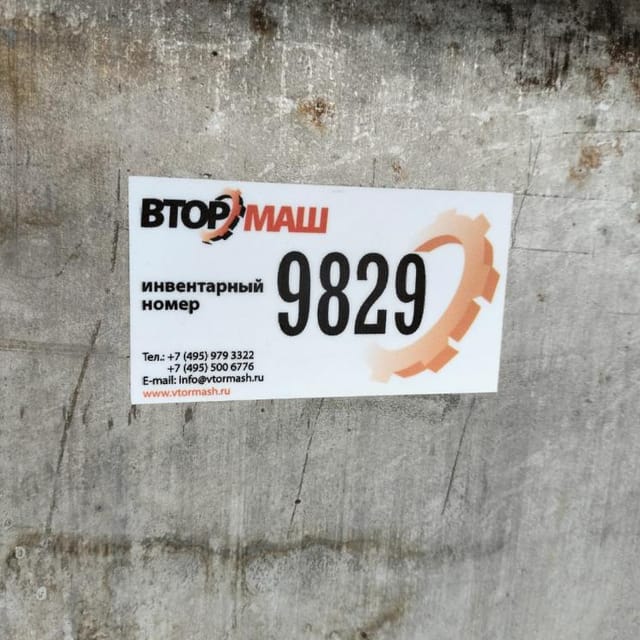 ВТОРМАШ
инвентарный
номер
9829
Тел.: +7 (495) 979 3322
+7 (495) 500 6776
E-mail: info@vtormash.ru
www.vtormash.ru